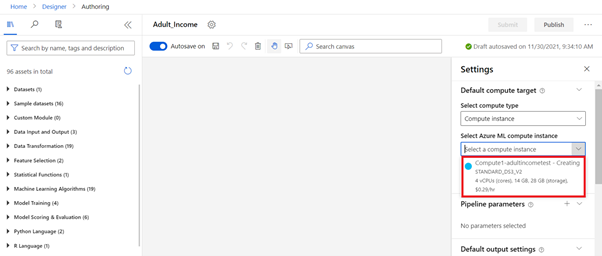 Home > Designer > Authoring
Adult_Income
Submit
Publish
Search by name, tags and description
Autosave on
Search canvas
Draft autosaved on 11/30/2021, 9:34:10 AM
96 assets in total
Datasets (1)
Sample datasets (16)
Custom Module (0)
Data Input and Output (3)
Data Transformation (19)
Feature Selection (2)
Statistical Functions (1)
Machine Learning Algorithms (19)
Model Training (4)
Model Scoring & Evaluation (6)
Python Language (2)
R Language (1)
Settings
Default compute target
Select compute type
Compute instance
Select Azure ML compute instance
Select a compute instance
Compute1-adultincometest - Creating
STANDARD_DS3_V2
4 vCPUs (cores), 14 GB, 28 GB (storage),
$0.29/hr
Pipeline parameters
No parameters selected
Default output settings